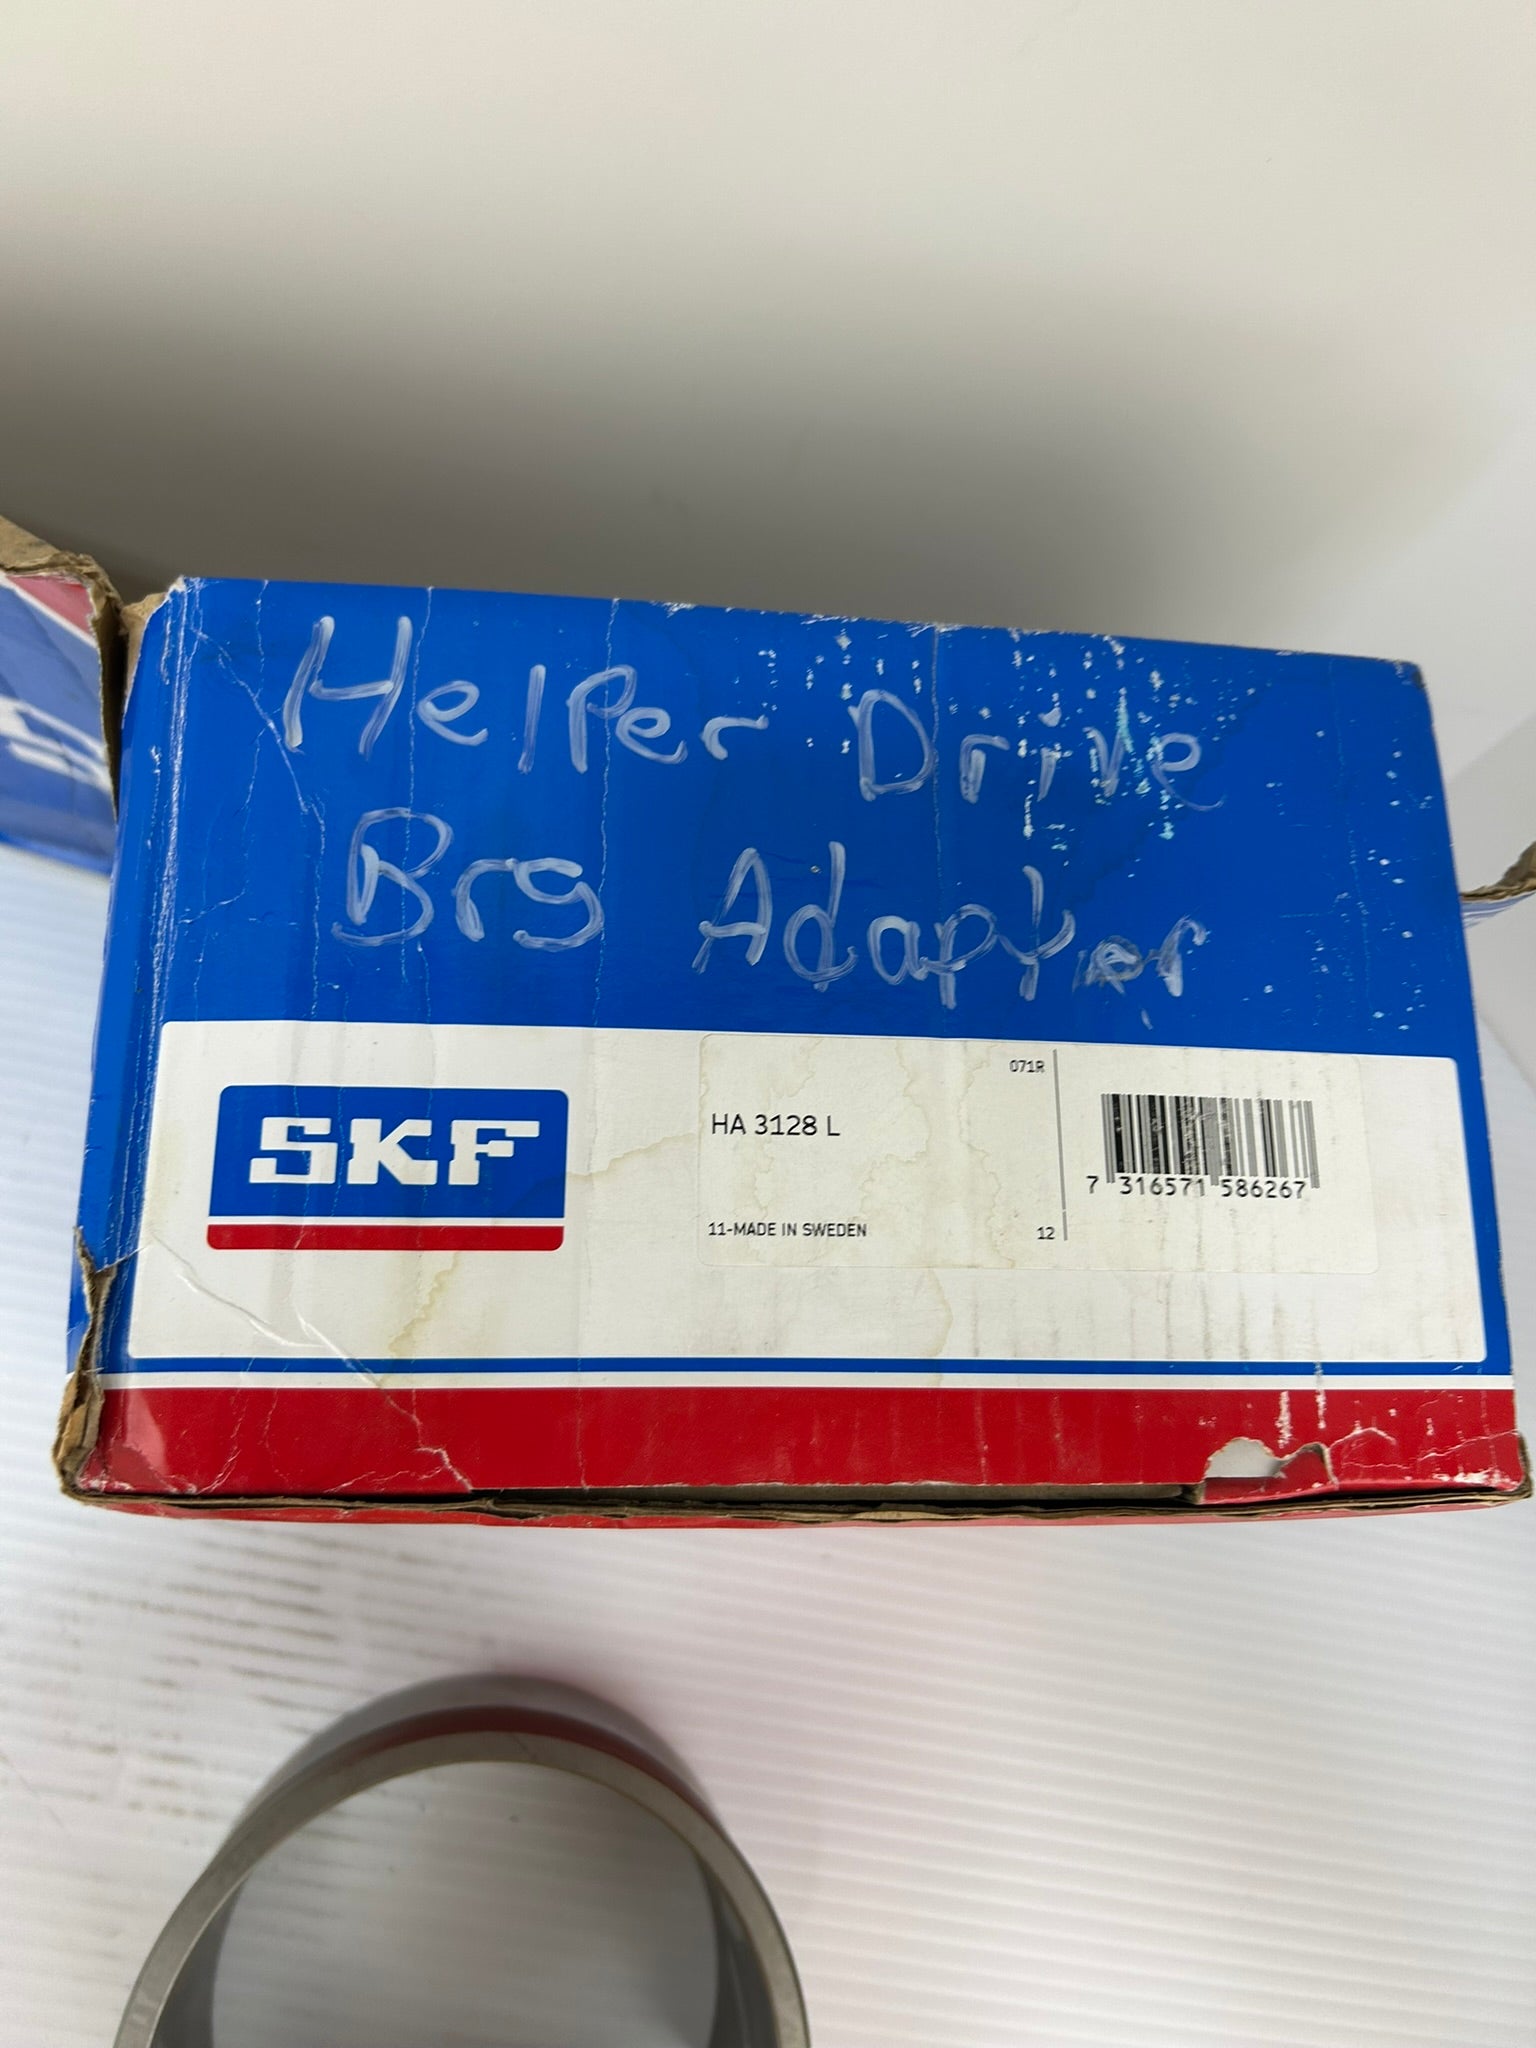 Helper Drive
Brg Adapter
SKF
071R
HA 3128 L
11-MADE IN SWEDEN
12
7 316571 586267